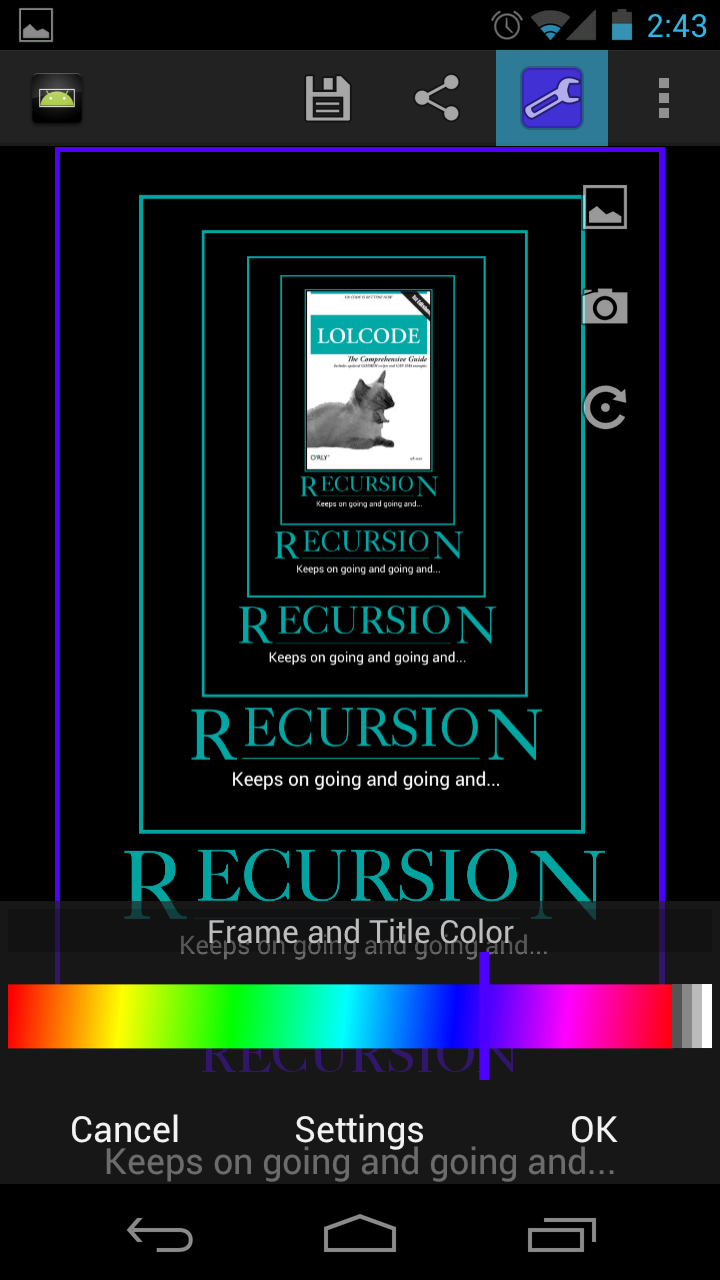 2:43
LOLCODE
The Comprehensive Guide
O'RLY
RECURSION
Keeps on going and going and...
RECURSION
Keeps on going and going and...
RECURSION
Keeps on going and going and...
RECURSION
Keeps on going and going and...
RECURSION
Frame and Title Color
Keeps on going and going and...
RECURSION
Cancel Settings OK
Keeps on going and going and...